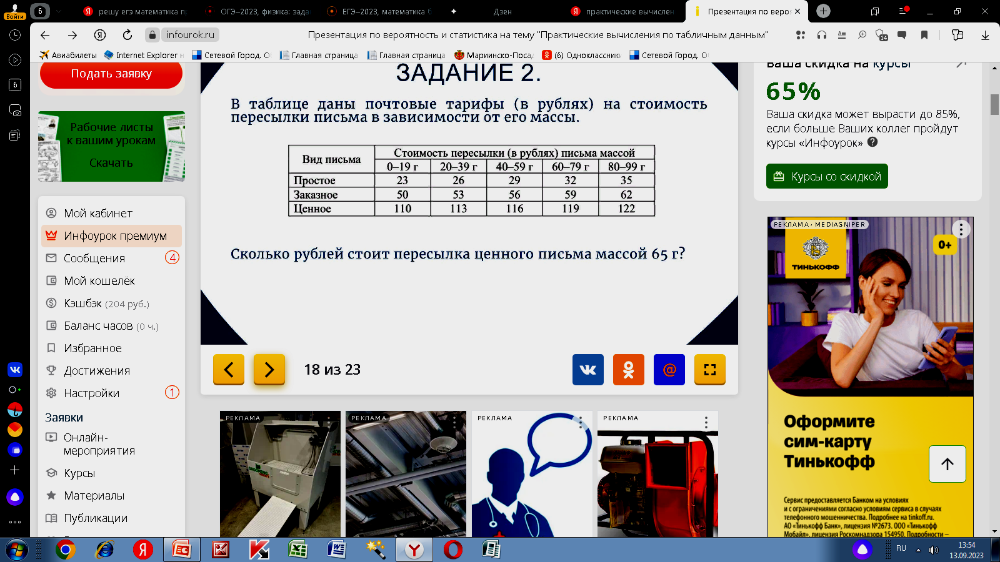 6
решу егэ математика пр
ОГЭ–2023, физика: зада
ЕГЭ–2023, математика б
Дзен
практические вычислен
Презентация по вероя
Войти
infourok.ru
Презентация по вероятность и статистика на тему "Практические вычисления по табличным данным"
14
Авиабилеты
Internet Explorer н
Сетевой Город. О
Главная страница
Главная страница
Мариинско-Поса
(6) Одноклассник
Сетевой Город. О
6
Подать заявку
Рабочие листы
к вашим урокам
Скачать
Мой кабинет
Инфоурок премиум
Сообщения 4
Мой кошелёк
Кэшбэк (204 руб.)
Баланс часов (0 ч.)
Избранное
Достижения
Настройки 1
Заявки
Онлайн-
мероприятия
Курсы
Материалы
Публикации
ЗАДАНИЕ 2.
В таблице даны почтовые тарифы (в рублях) на стоимость
пересылки письма в зависимости от его массы.
Вид письма Стоимость пересылки (в рублях) письма массой
0–19 г 20–39 г 40–59 г 60–79 г 80–99 г
Простое 23 26 29 32 35
Заказное 50 53 56 59 62
Ценное 110 113 116 119 122
Сколько рублей стоит пересылка ценного письма массой 65 г?
18 из 23
РЕКЛАМА
РЕКЛАМА
РЕКЛАМА
РЕКЛАМА
Ваша скидка на курсы
65%
Ваша скидка может вырасти до 85%,
если больше Ваших коллег пройдут
курсы «Инфоурок»
Курсы со скидкой
РЕКЛАМА • MEDIASNIPER
ТИНЬКОФФ
0+
Оформите
сим-карту
Тинькофф
Сервис предоставляется Банком на условиях
и с ограничениями согласно условиям сервиса в случаях
телефонного мошенничества. Подробнее на tinkoff.ru.
АО «Тинькофф Банк», лицензия №2673. ООО «Тинькофф
Мобайл», лицензия Роскомнадзора 154950. Подробности –
RU
13:54
13.09.2023